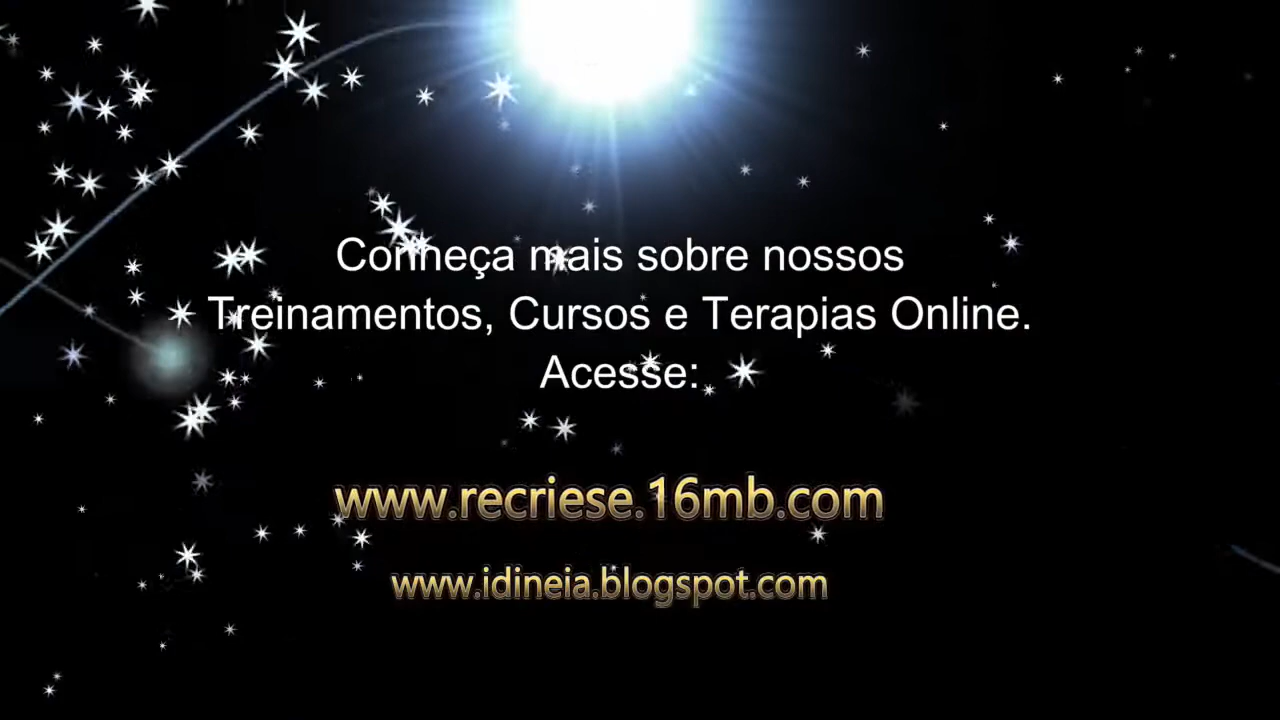 Conheça mais sobre nossos
Treinamentos, Cursos e Terapias Online.
Acesse:
www.recriese.16mb.com
www.idineia.blogspot.com